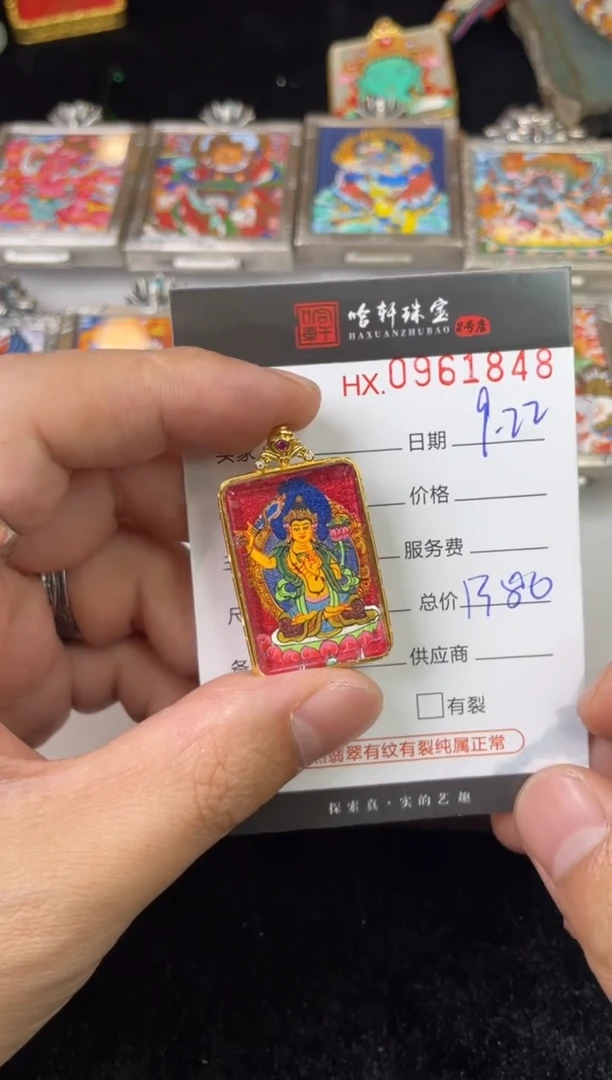 哈轩珠宝 2号店
HAXUANZHUBAO
HX.0961848
买家
日期 9.22
价格
服务费
总价
供应商
有裂
翡翠有纹有裂纯属正常
探索真·实的艺趣